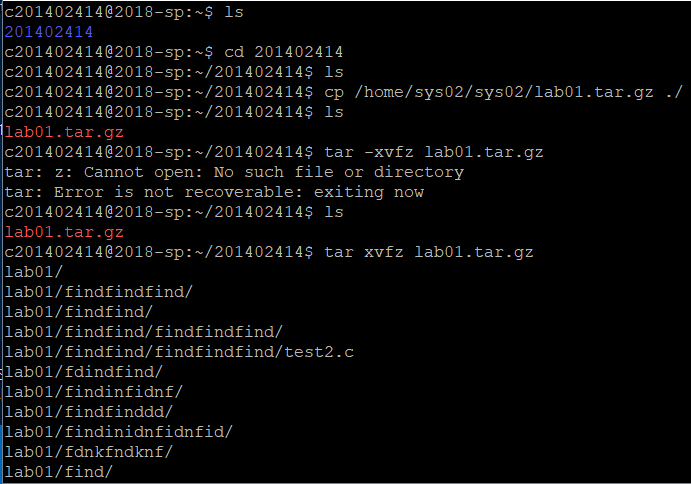 c201402414@2018-sp:~$ ls
201402414
c201402414@2018-sp:~$ cd 201402414
c201402414@2018-sp:~/201402414$ ls
c201402414@2018-sp:~/201402414$ cp /home/sys02/sys02/lab01.tar.gz ./
c201402414@2018-sp:~/201402414$ ls
lab01.tar.gz
c201402414@2018-sp:~/201402414$ tar -xvfz lab01.tar.gz
tar: z: Cannot open: No such file or directory
tar: Error is not recoverable: exiting now
c201402414@2018-sp:~/201402414$ ls
lab01.tar.gz
c201402414@2018-sp:~/201402414$ tar xvfz lab01.tar.gz
lab01/
lab01/findfindfind/
lab01/findfind/
lab01/findfind/findfindfind/
lab01/findfind/findfindfind/test2.c
lab01/fdindfind/
lab01/findinfidnf/
lab01/findfinddd/
lab01/findinidnfidnfid/
lab01/fdnkfndknf/
lab01/find/